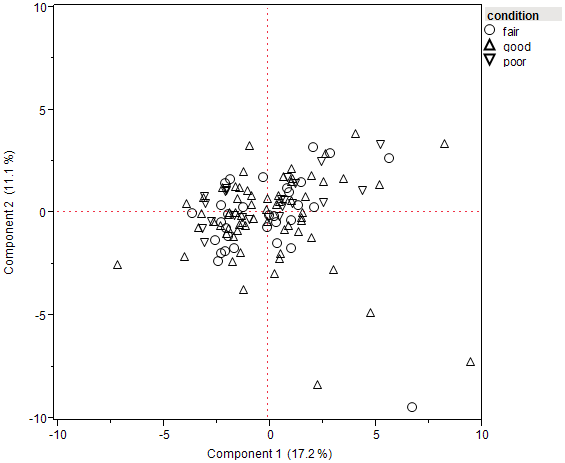 condition
fair
good
poor
10
5
0
-5
-10
-10
-5
0
5
10
Component 2 (11.1 %)
Component 1 (17.2 %)